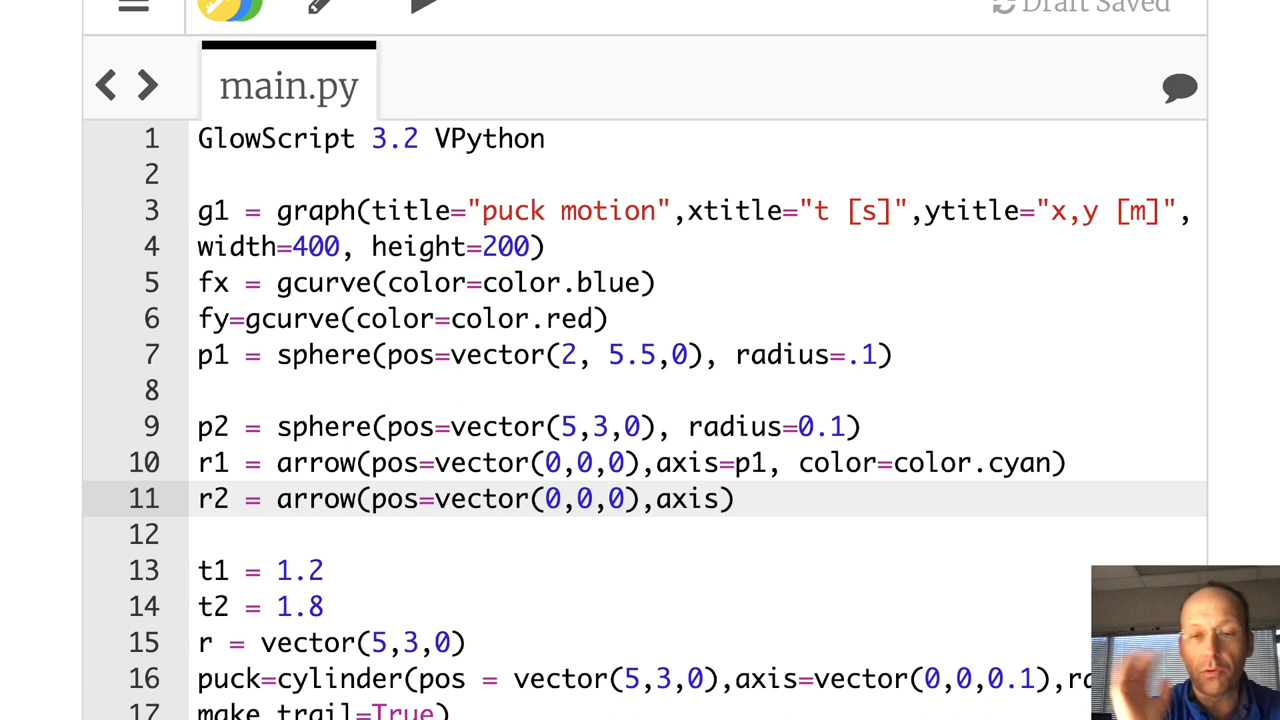 Draft Saved
main.py
1 GlowScript 3.2 VPython
2
3 g1 = graph(title="puck motion",xtitle="t [s]",ytitle="x,y [m]",
4 width=400, height=200)
5 fx = gcurve(color=color.blue)
6 fy=gcurve(color=color.red)
7 p1 = sphere(pos=vector(2, 5.5,0), radius=.1)
8
9 p2 = sphere(pos=vector(5,3,0), radius=0.1)
10 r1 = arrow(pos=vector(0,0,0),axis=p1, color=color.cyan)
11 r2 = arrow(pos=vector(0,0,0),axis)
12
13 t1 = 1.2
14 t2 = 1.8
15 r = vector(5,3,0)
16 puck=cylinder(pos = vector(5,3,0),axis=vector(0,0,0.1),ra
17 make_trail=True)